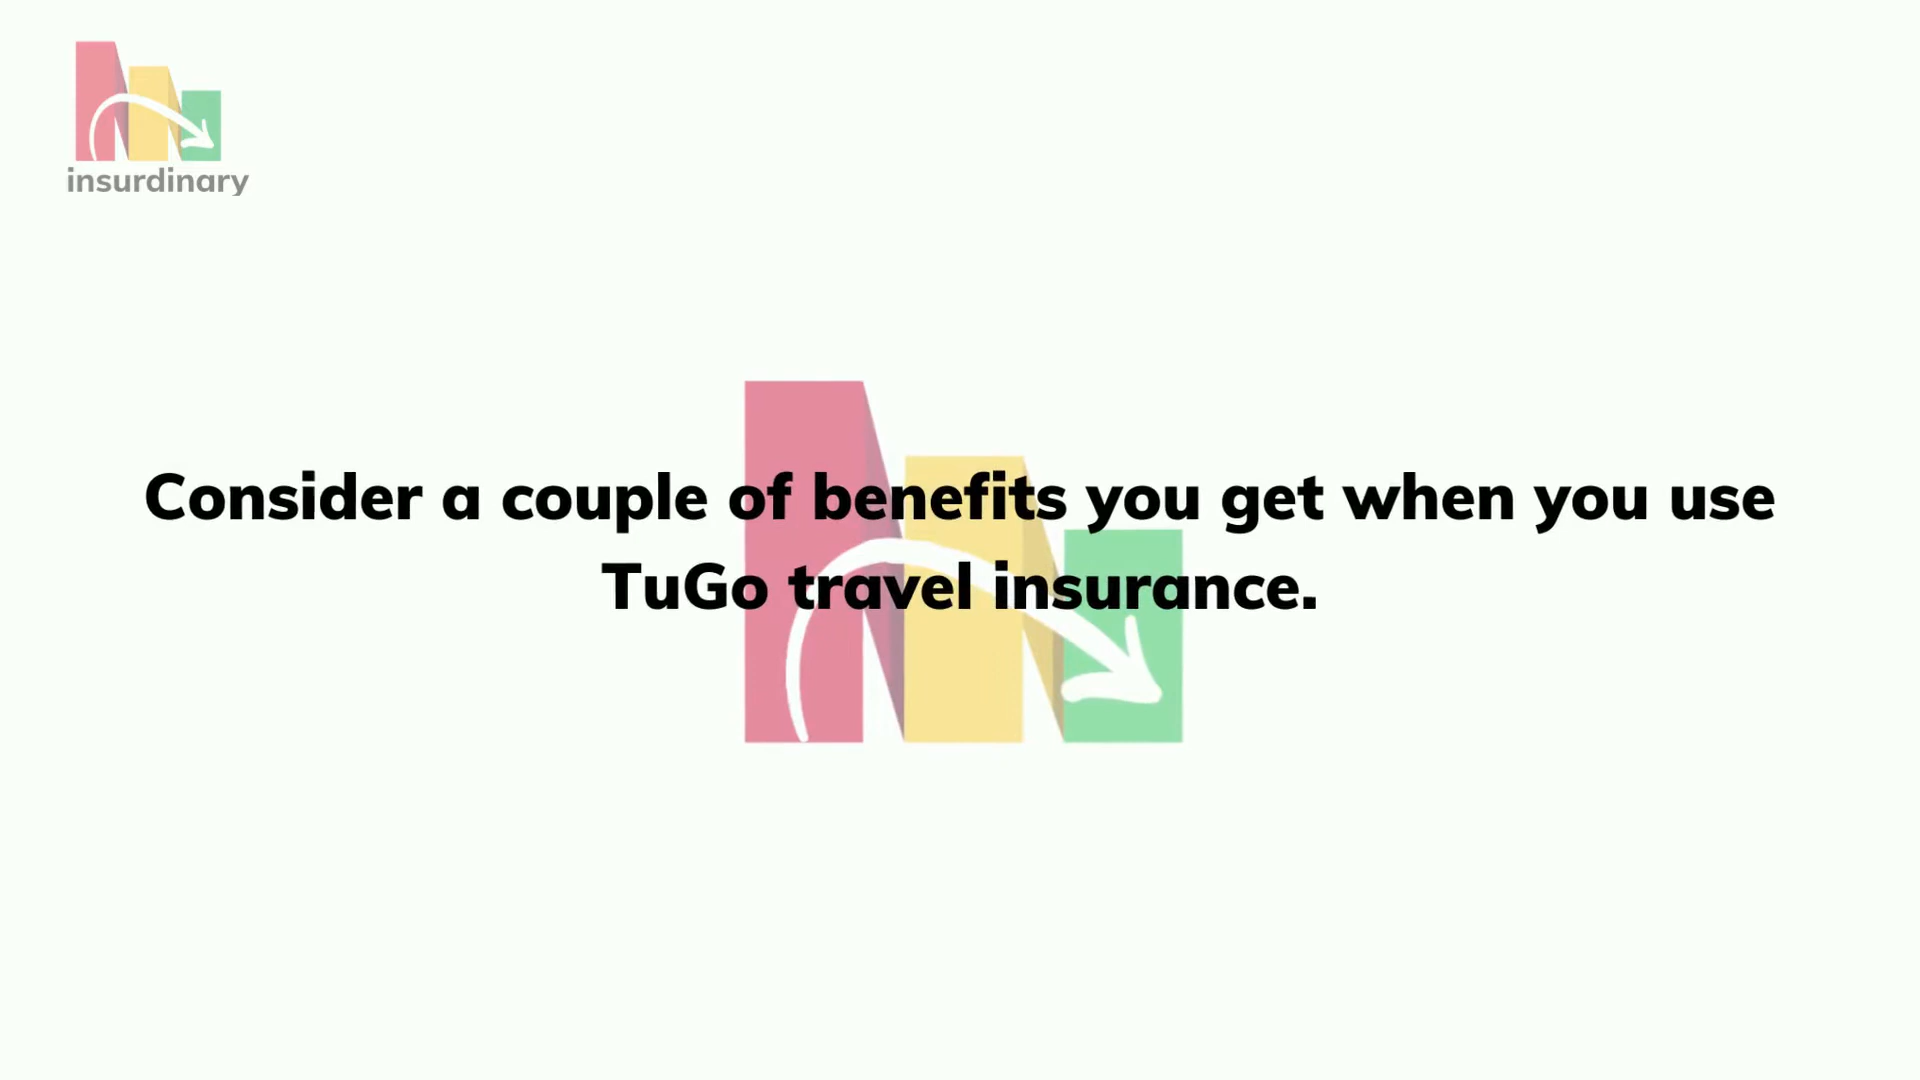 insurdinary
Consider a couple of benefits you get when you use
TuGo travel insurance.